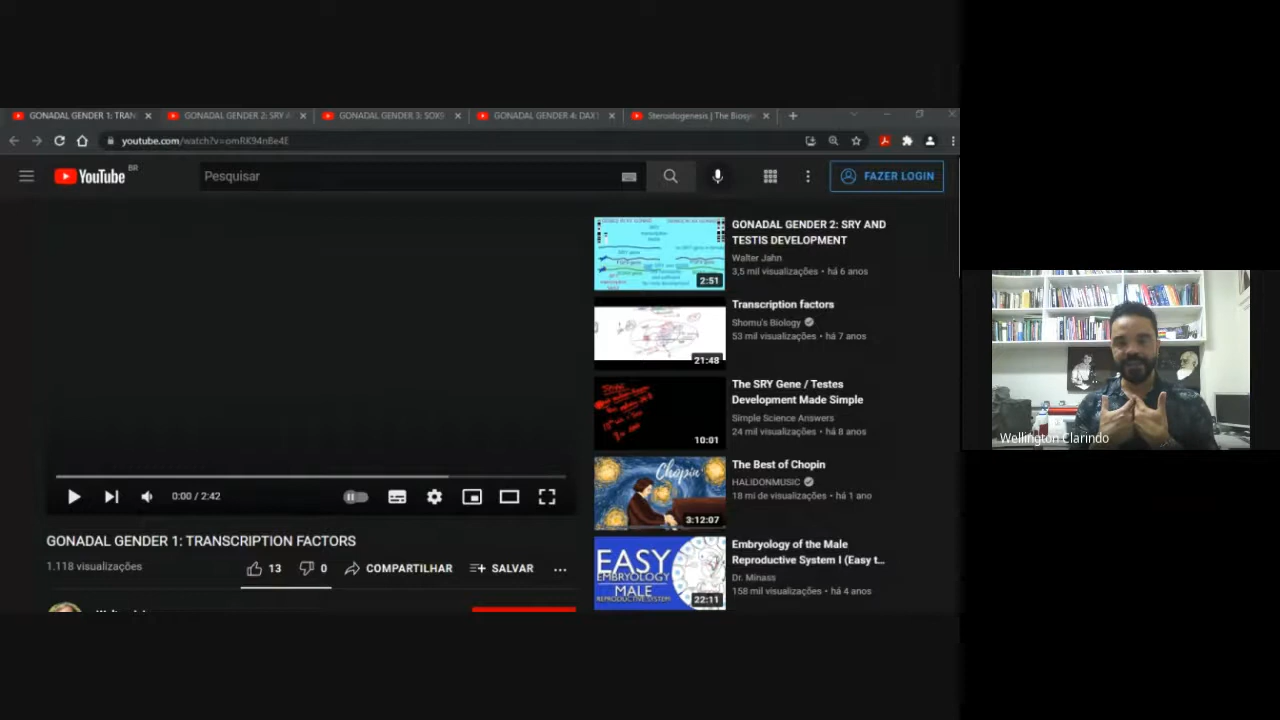 GONADAL GENDER 1: TRAN
GONADAL GENDER 2: SRY A
GONADAL GENDER 3: SOX9
GONADAL GENDER 4: DAX1
Steroidogenesis | The Biosy
youtube.com/watch?v=omRK94nBe4E
YouTube BR
Pesquisar
FAZER LOGIN
0:00 / 2:42
GONADAL GENDER 1: TRANSCRIPTION FACTORS
1.118 visualizações
13
0
COMPARTILHAR
SALVAR
2:51
GONADAL GENDER 2: SRY AND
TESTIS DEVELOPMENT
Walter Jahn
3,5 mil visualizações • há 6 anos
21:48
Transcription factors
Shomu's Biology
53 mil visualizações • há 7 anos
10:01
The SRY Gene / Testes
Development Made Simple
Simple Science Answers
24 mil visualizações • há 8 anos
Chopin
3:12:07
The Best of Chopin
HALIDONMUSIC
18 mi de visualizações • há 1 ano
EASY
EMBRYOLOGY
MALE
REPRODUCTIVE SYSTEM
22:11
Embryology of the Male
Reproductive System I (Easy t...
Dr. Minass
158 mil visualizações • há 4 anos
Wellington Clarindo